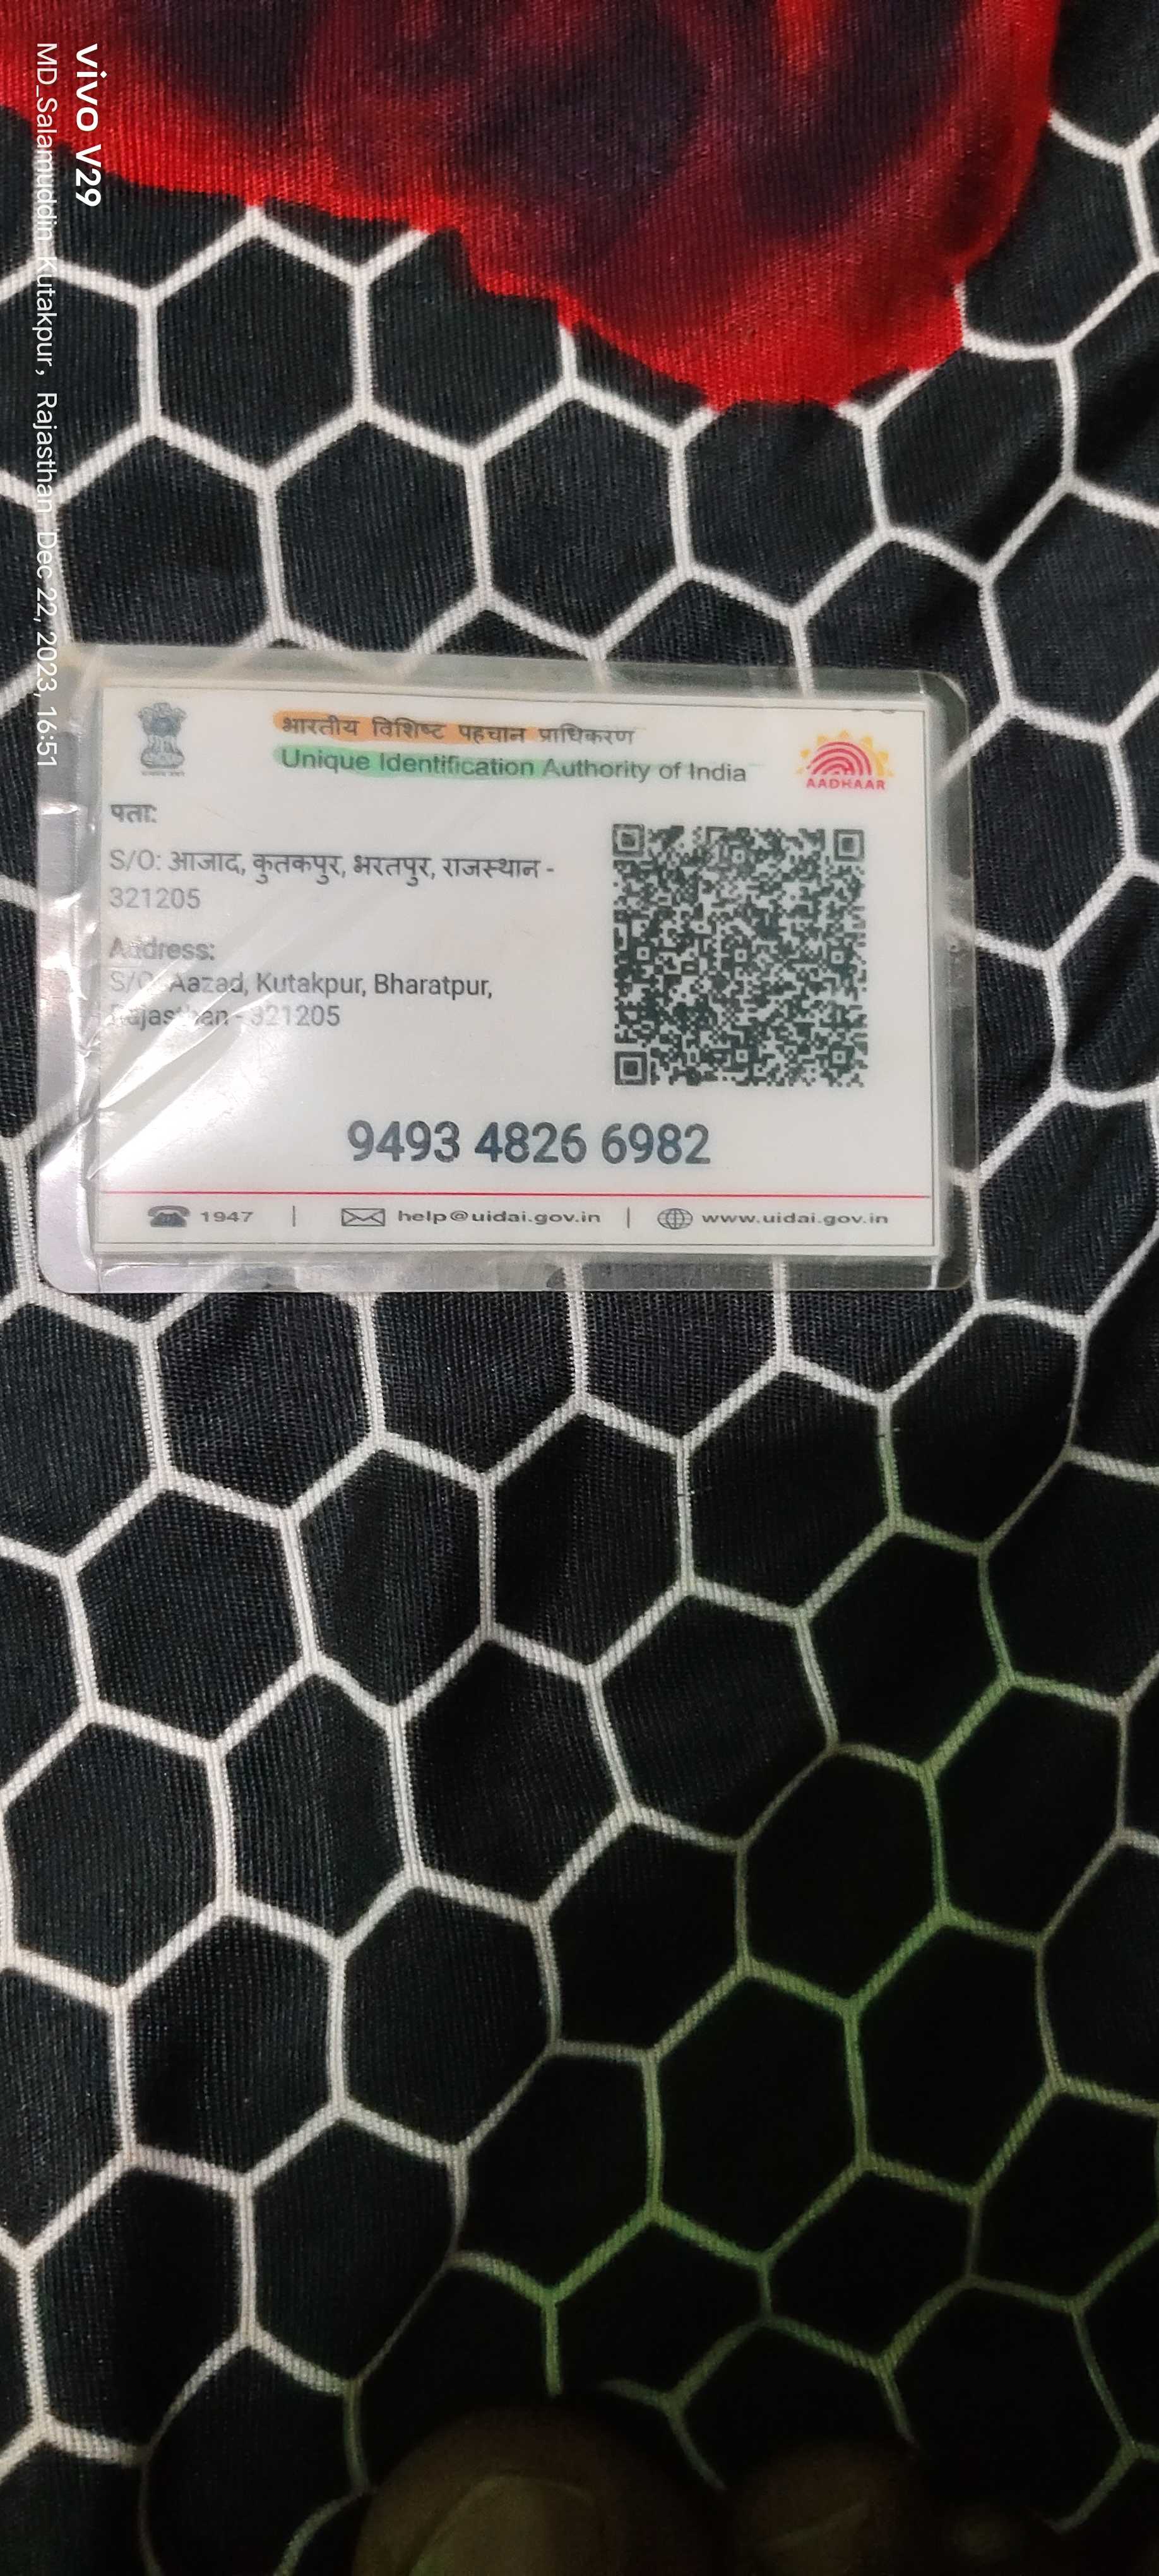 vivo V29
MD_Salamuddin Kutakpur, Rajasthan Dec 22, 2023, 16:51
भारतीय विशिष्ट पहचान प्राधिकरण
Unique Identification Authority of India
AADHAAR
पता:
S/O: आजाद, कुतकपुर, भरतपुर, राजस्थान -
321205
Address:
S/O: Aazad, Kutakpur, Bharatpur,
Rajasthan - 321205
9493 4826 6982
1947 | help@uidai.gov.in | www.uidai.gov.in